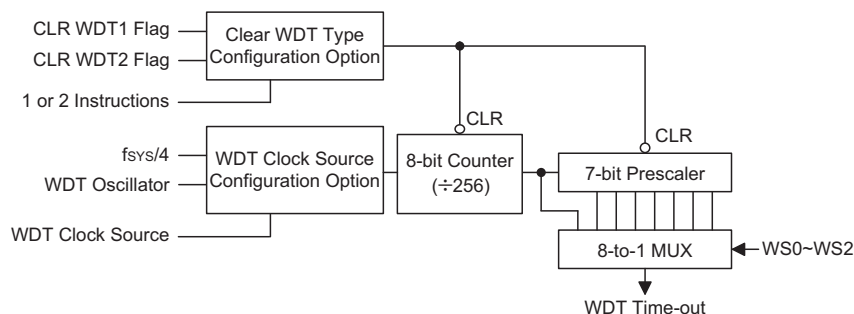 CLR WDT1 Flag
CLR WDT2 Flag
1 or 2 Instructions
Clear WDT Type
Configuration Option
CLR
CLR
fSYS/4
WDT Oscillator
WDT Clock Source
WDT Clock Source
Configuration Option
8-bit Counter
(÷256)
7-bit Prescaler
8-to-1 MUX
WS0~WS2
WDT Time-out